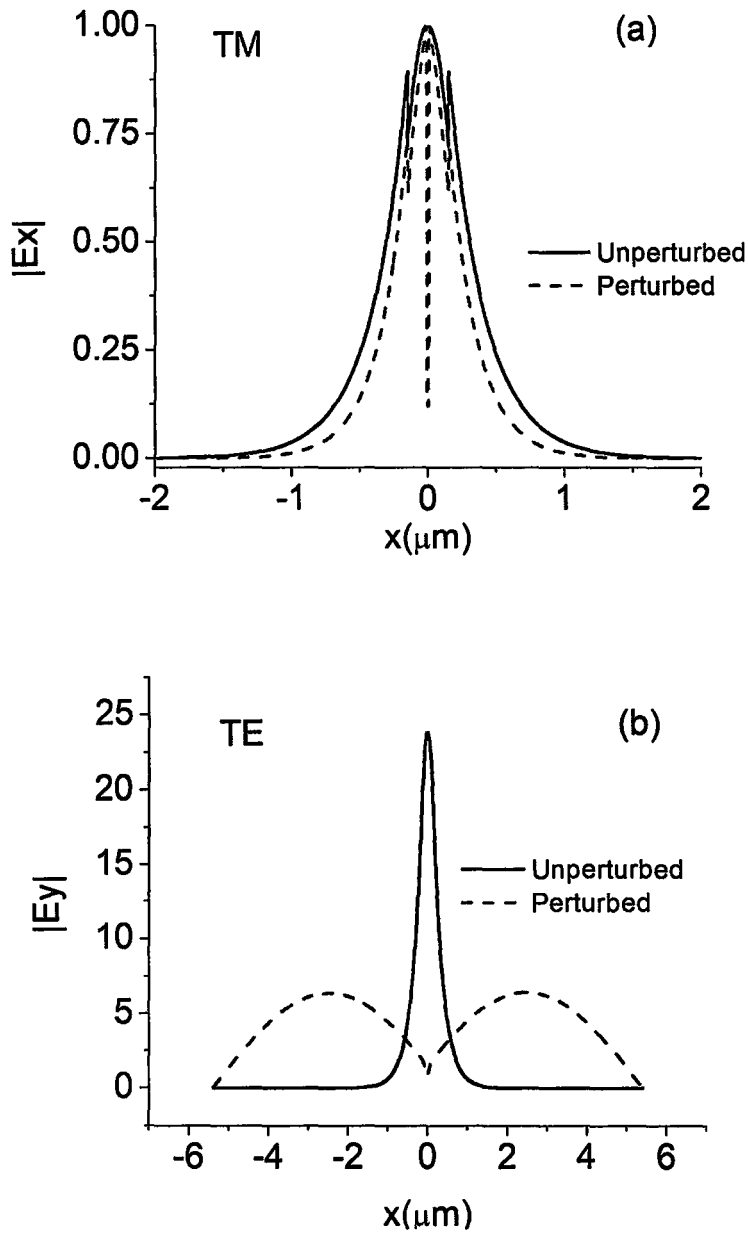 TM
(a)
1.00
0.75
0.50
0.25
0.00
|Ex|
Unperturbed
Perturbed
-2
-1
0
1
2
x(μm)
TE
(b)
25
20
15
10
5
0
|Ey|
Unperturbed
Perturbed
-6
-4
-2
0
2
4
6
x(μm)